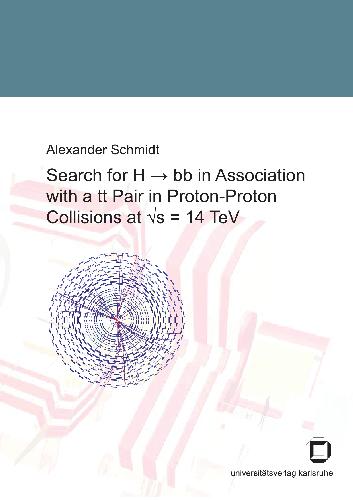 Alexander Schmidt
Search for H → bb in Association
with a tt Pair in Proton-Proton
Collisions at √s = 14 TeV
universitätsverlag karlsruhe